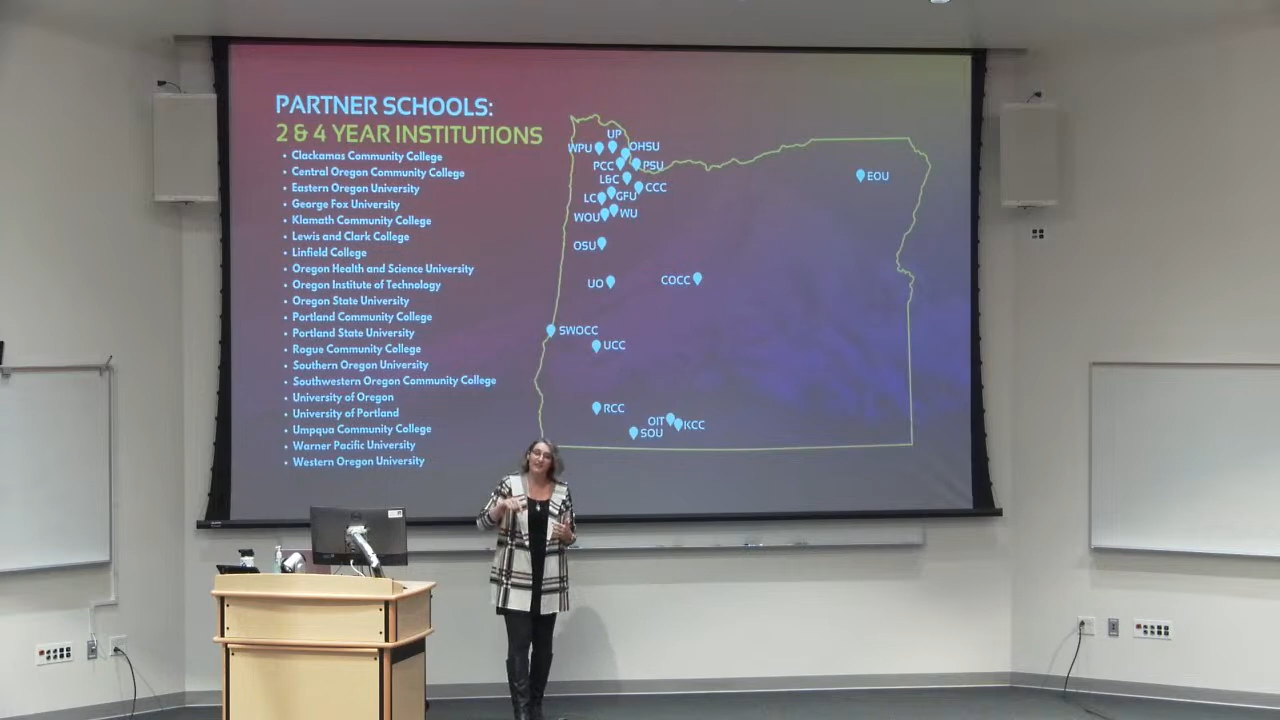 PARTNER SCHOOLS:
2 & 4 YEAR INSTITUTIONS
• Clackamas Community College
• Central Oregon Community College
• Eastern Oregon University
• George Fox University
• Klamath Community College
• Lewis and Clark College
• Linfield College
• Oregon Health and Science University
• Oregon Institute of Technology
• Oregon State University
• Portland Community College
• Portland State University
• Rogue Community College
• Southern Oregon University
• Southwestern Oregon Community College
• University of Oregon
• University of Portland
• Umpqua Community College
• Warner Pacific University
• Western Oregon University
UP
WPU
OHSU
PCC
PSU
L&C
CCC
LC
GFU
WOU
WU
EOU
OSU
UO
COCC
SWOCC
UCC
RCC
OIT
KCC
SOU